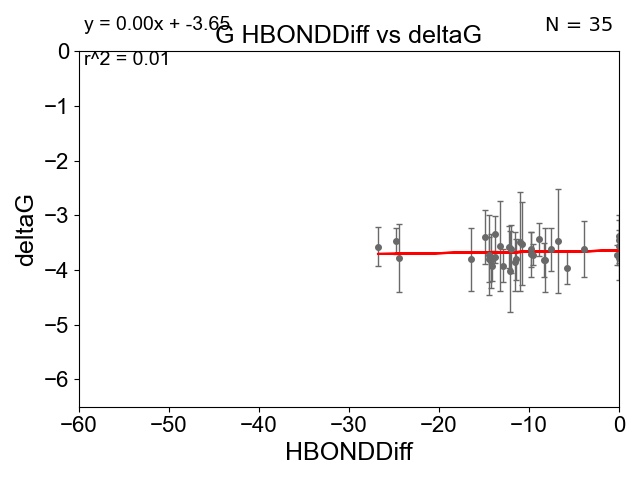 y = 0.00x + -3.65
N = 35
G HBONDDiff vs deltaG
r^2 = 0.01
0
−1
−2
−3
−4
−5
−6
deltaG
−60
−50
−40
−30
−20
−10
0
HBONDDiff